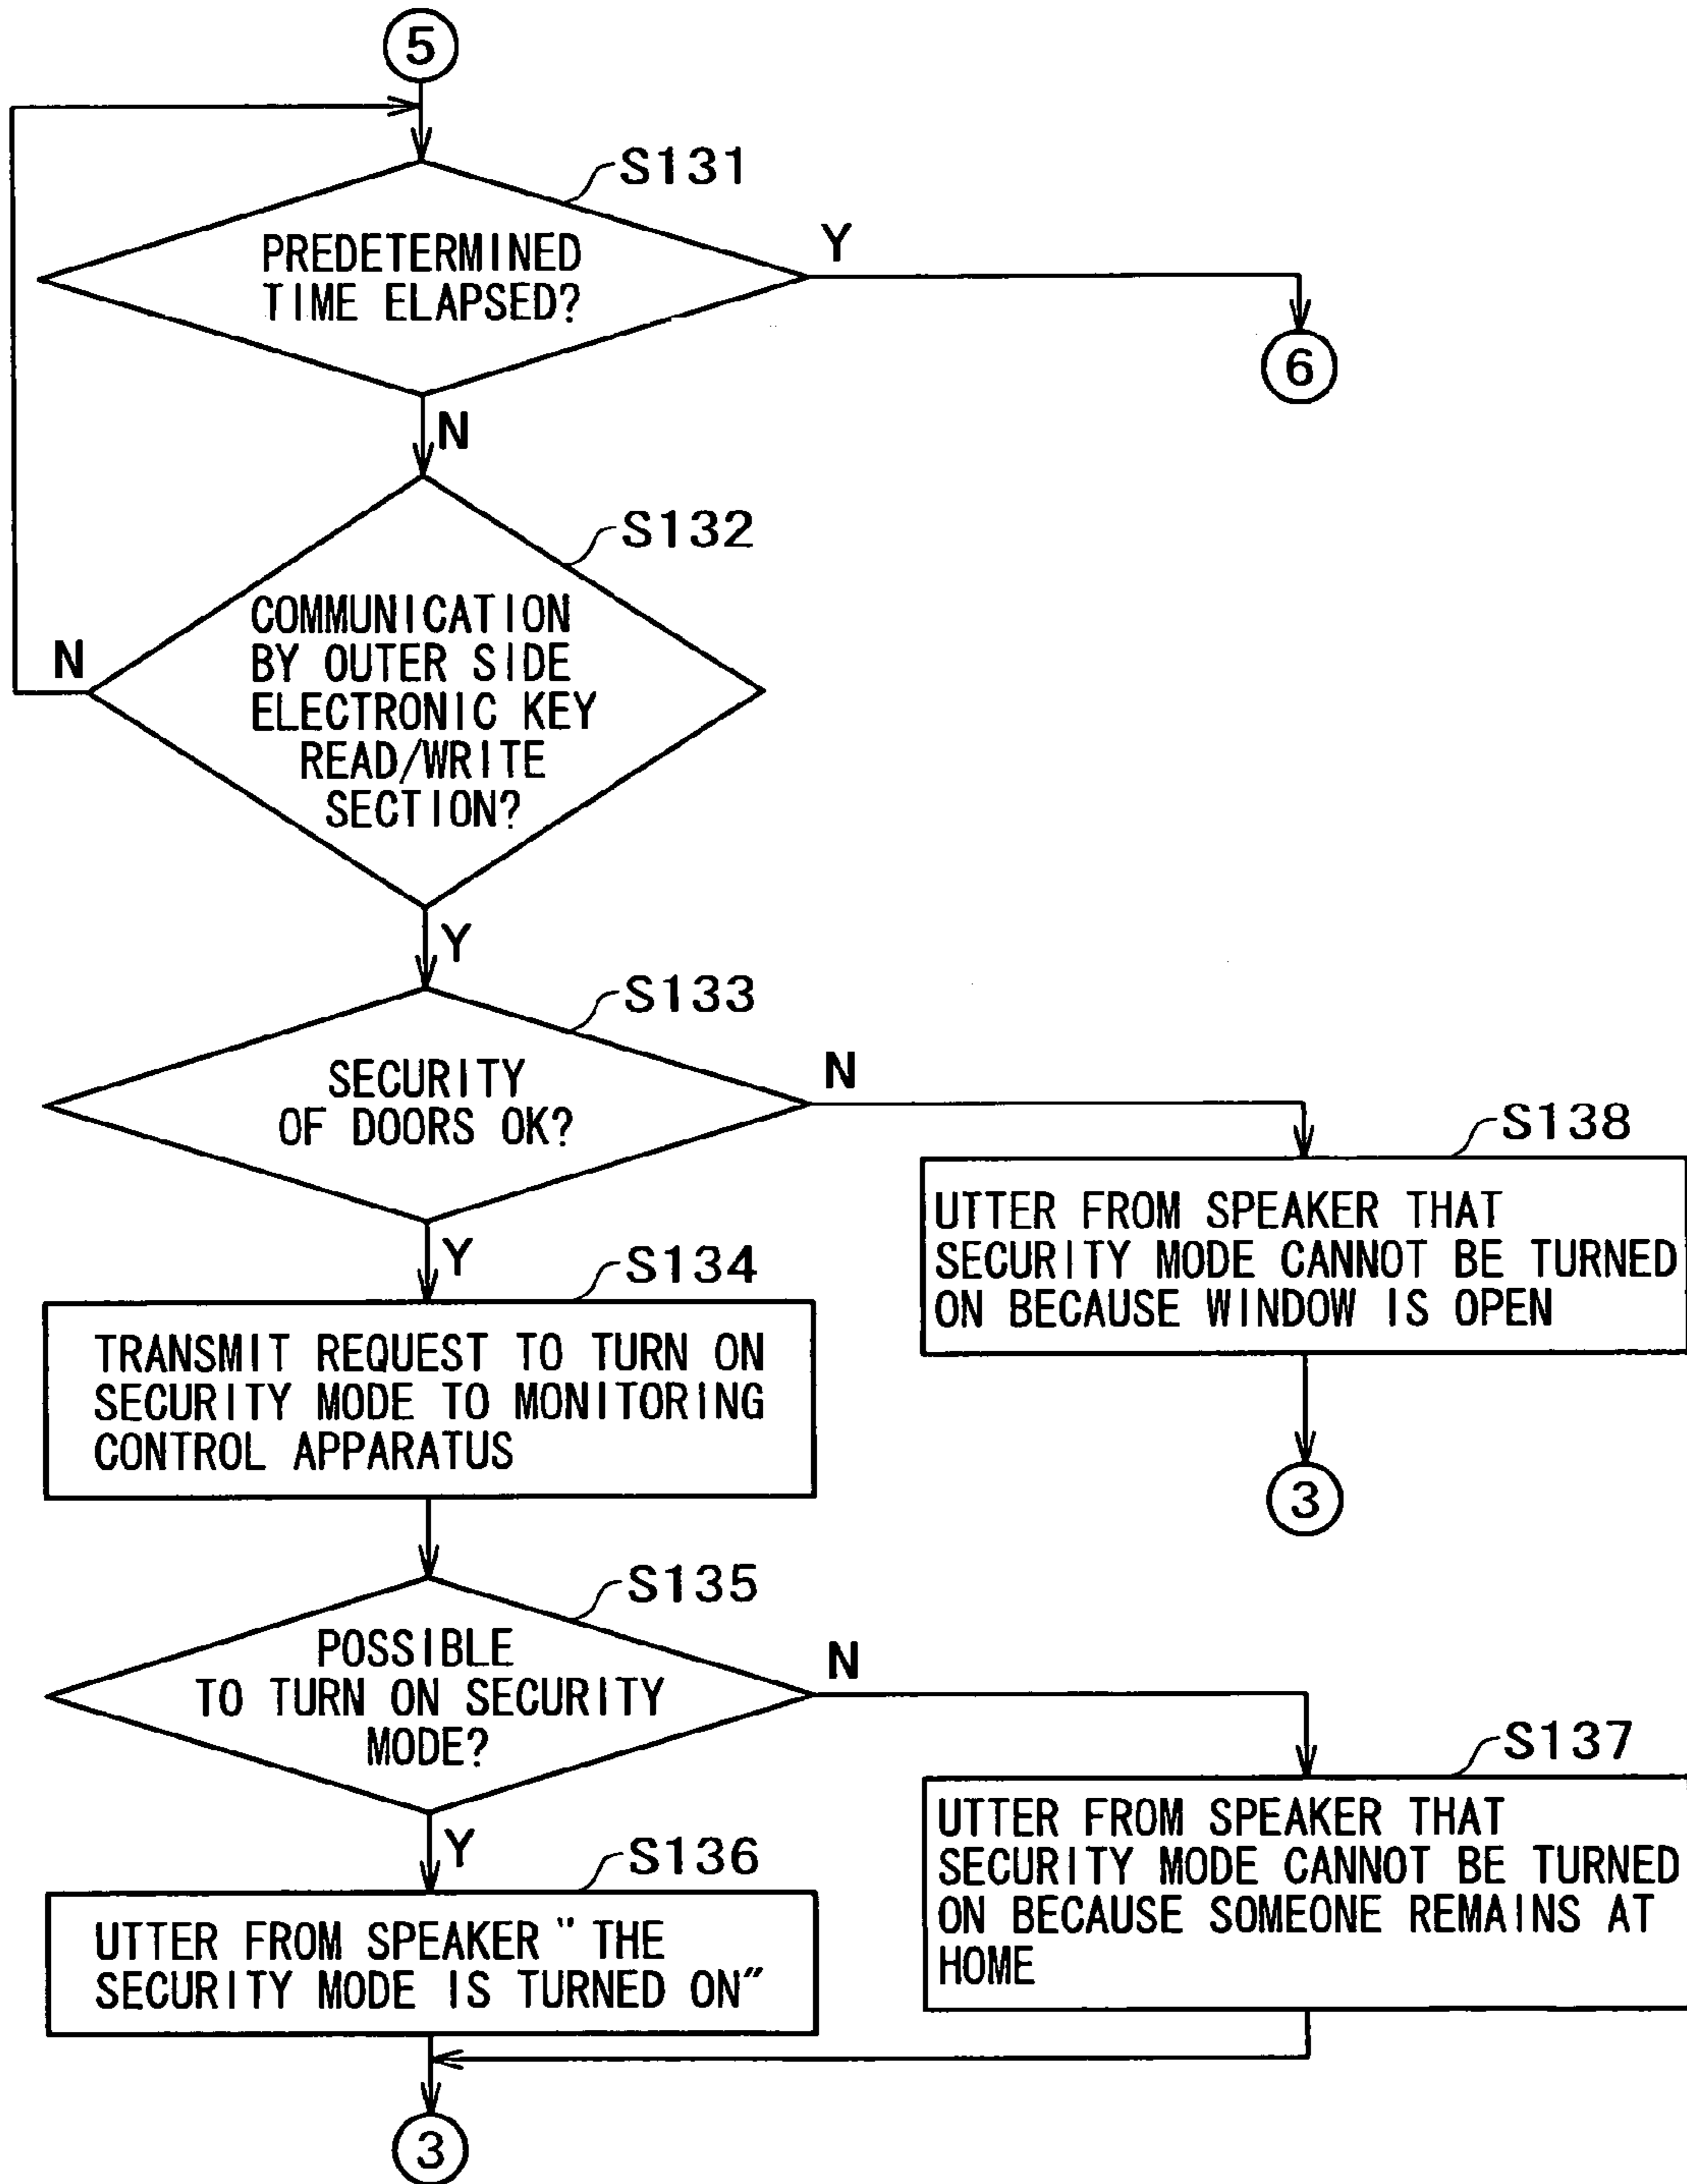 5
S131
PREDETERMINED
TIME ELAPSED?
Y
6
N
S132
COMMUNICATION
BY OUTER SIDE
ELECTRONIC KEY
READ/WRITE
SECTION?
N
Y
S133
SECURITY
OF DOORS OK?
N
S138
UTTER FROM SPEAKER THAT
SECURITY MODE CANNOT BE TURNED
ON BECAUSE WINDOW IS OPEN
3
Y
S134
TRANSMIT REQUEST TO TURN ON
SECURITY MODE TO MONITORING
CONTROL APPARATUS
S135
POSSIBLE
TO TURN ON SECURITY
MODE?
N
S137
UTTER FROM SPEAKER THAT
SECURITY MODE CANNOT BE TURNED
ON BECAUSE SOMEONE REMAINS AT
HOME
Y
S136
UTTER FROM SPEAKER " THE
SECURITY MODE IS TURNED ON"
3